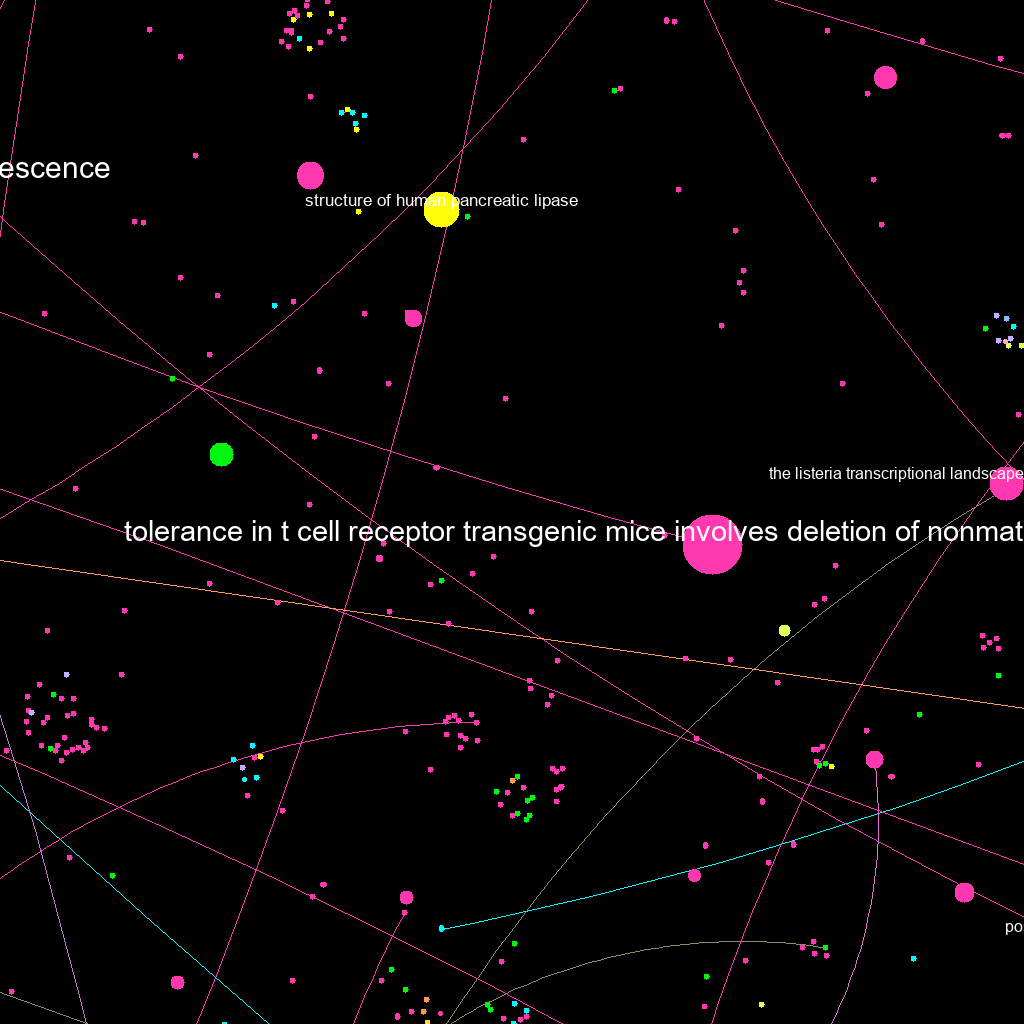 escence
structure of human pancreatic lipase
the listeria transcriptional landscape
tolerance in t cell receptor transgenic mice involves deletion of nonmat
po